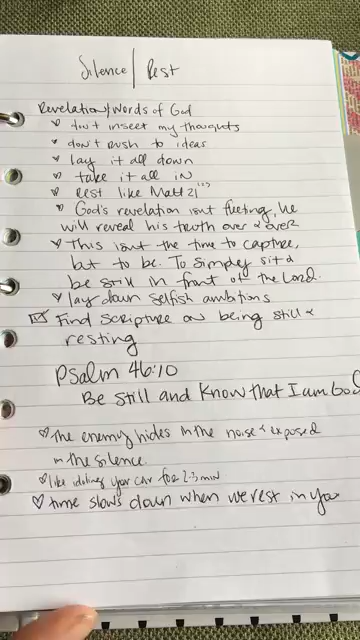 Silence/Rest
Revelation/words of God
♡ don't insert my thoughts
♡ don't rush to ideas
♡ lay it all down
♡ take it all in
♡ Rest like Matt 21
♡ God's revelation isn't fleeting, he
will reveal his truth over & over
♡ This isn't the time to capture,
but to be. To simply sit &
be still in front of the Lord.
♡ lay down selfish ambitions
☑ Find Scripture on being still &
resting
Psalm 46:10
Be Still and Know that I am God
♡ The enemy hides in the noise & exposed
in the silence.
♡ like idling your car for 2-3 min
♡ time slows down when we rest in you